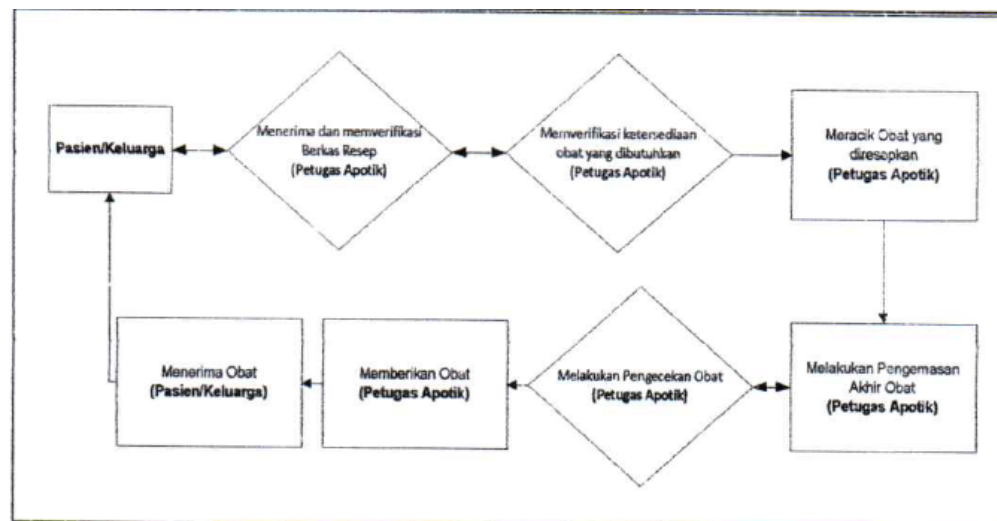 Pasien/Keluarga
Menerima dan memverifikasi
Berkas Resep
(Petugas Apotik)
Memverifikasi ketersediaan
obat yang dibutuhkan
(Petugas Apotik)
Meracik Obat yang
diresepkan
(Petugas Apotik)
Menerima Obat
(Pasien/Keluarga)
Memberikan Obat
(Petugas Apotik)
Melakukan Pengecekan Obat
(Petugas Apotik)
Melakukan Pengemasan
Akhir Obat
(Petugas Apotik)